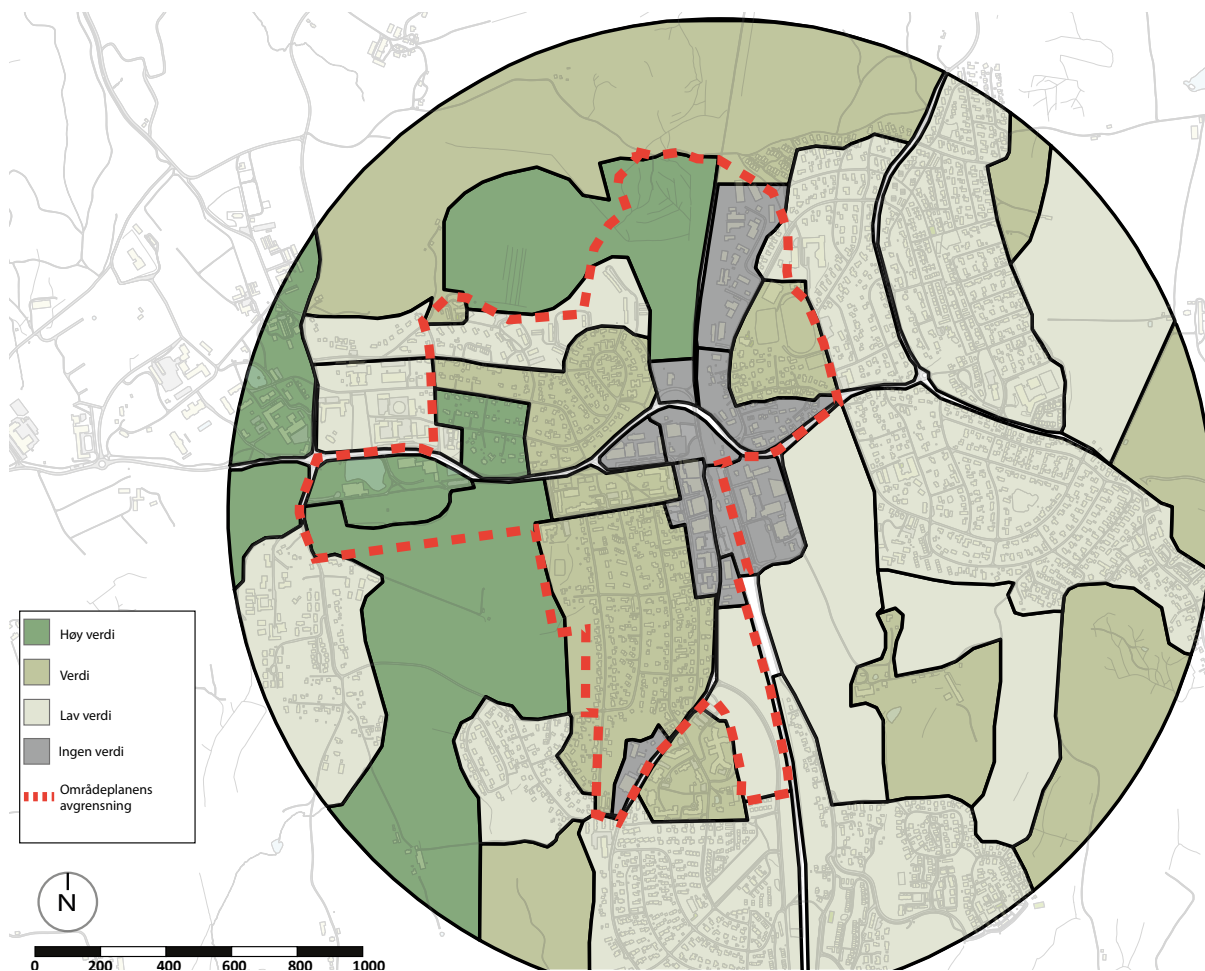 Høy verdi
Verdi
Lav verdi
Ingen verdi
Områdeplanens
avgrensning
N
0 200 400 600 800 1000